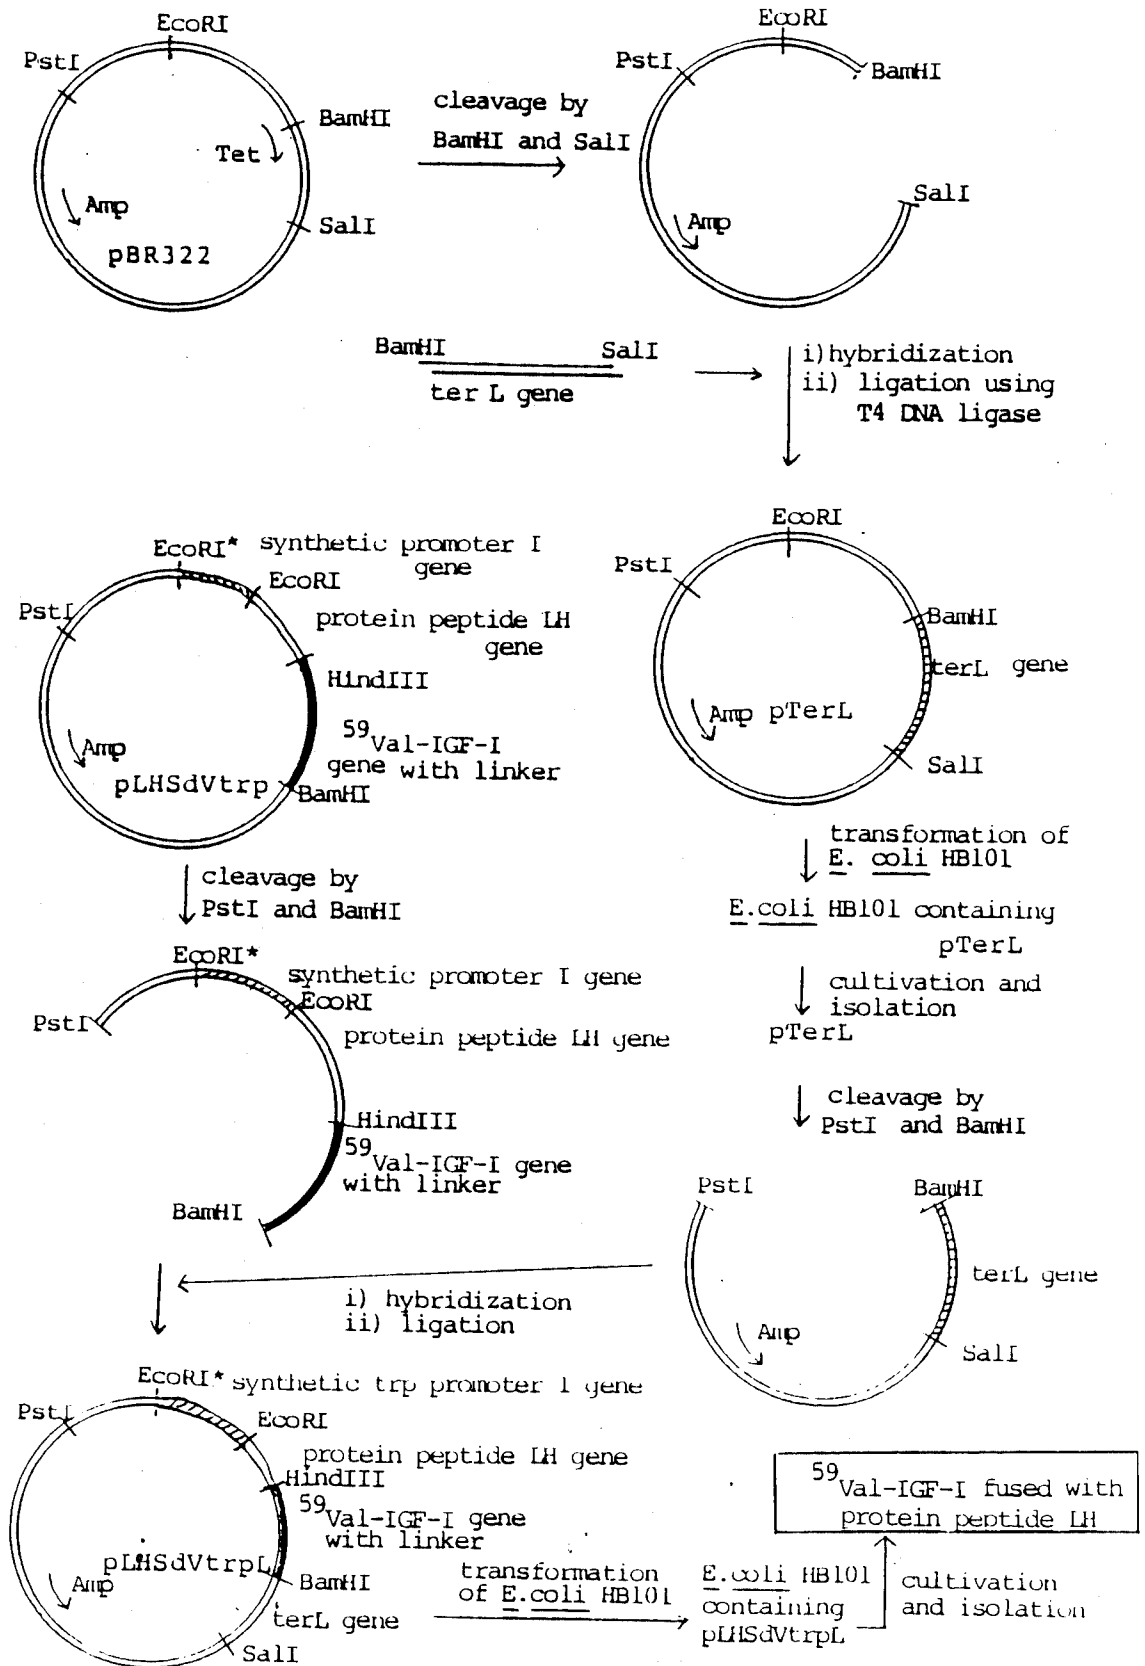 EcoRI
PstI
BamHI
Tet
Amp
SalI
pBR322
cleavage by
BamHI and SalI
EcoRI
PstI
BamHI
SalI
Amp
BamHI
SalI
ter L gene
i) hybridization
ii) ligation using
T4 DNA ligase
EcoRI* synthetic promoter I
gene
EcoRI
PstI
protein peptide LH
gene
HindIII
59Val-IGF-I
gene with linker
Amp
pLHSdVtrp
BamHI
EcoRI
PstI
BamHI
terL gene
Amp pTerL
SalI
cleavage by
PstI and BamHI
transformation of
E. coli HB101
E.coli HB101 containing
pTerL
cultivation and
isolation
pTerL
cleavage by
PstI and BamHI
EcoRI*
synthetic promoter I gene
EcoRI
PstI
protein peptide LH gene
HindIII
59Val-IGF-I gene
with linker
BamHI
PstI
BamHI
terL gene
Amp
SalI
i) hybridization
ii) ligation
EcoRI* synthetic trp promoter I gene
PstI
EcoRI
protein peptide LH gene
HindIII
59Val-IGF-I gene
with linker
pLHSdVtrpL
Amp
BamHI
terL gene
SalI
transformation
of E.coli HB101
E.coli HB101
containing
pLHSdVtrpL
cultivation
and isolation
59Val-IGF-I fused with
protein peptide LH